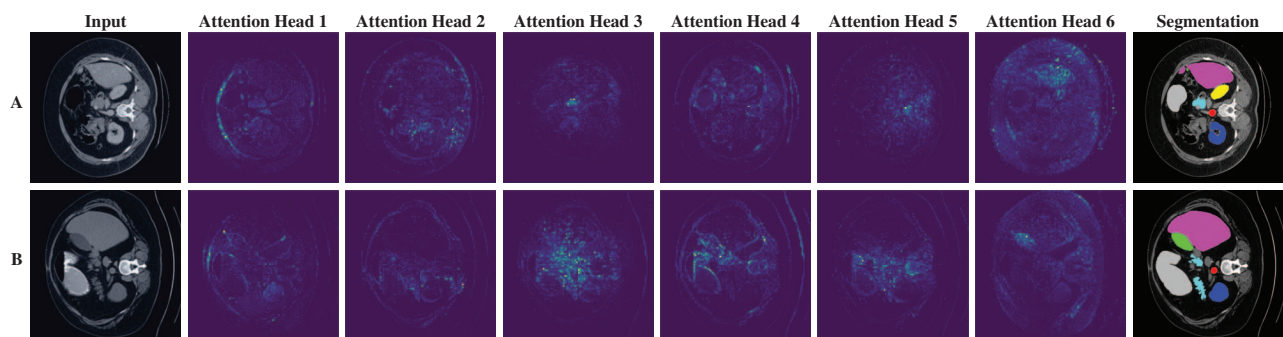 Input Attention Head 1 Attention Head 2 Attention Head 3 Attention Head 4 Attention Head 5 Attention Head 6 Segmentation
A
B